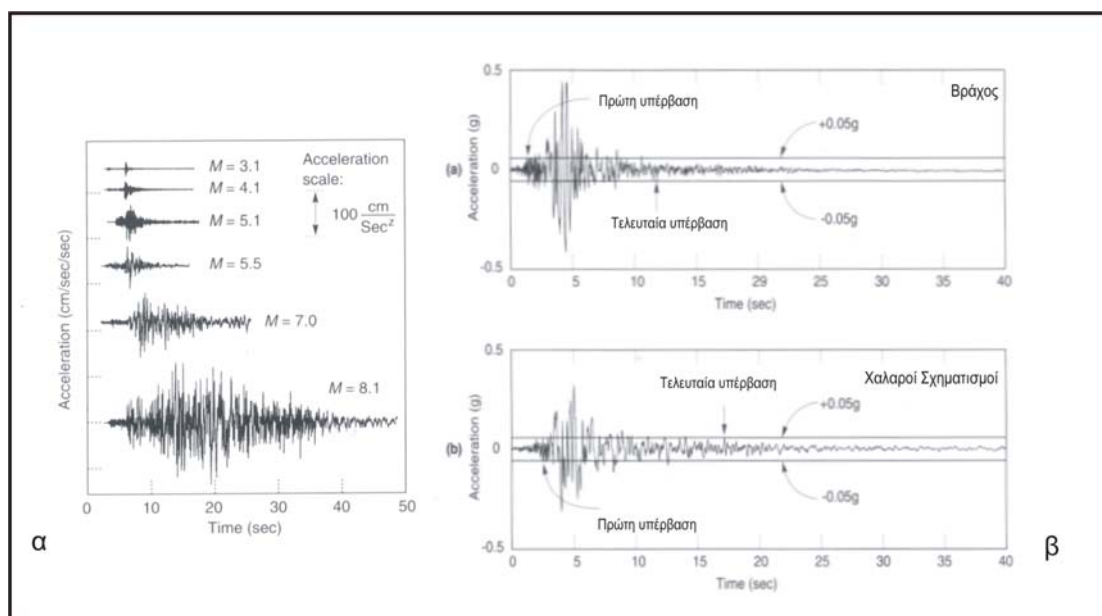 M = 3.1
M = 4.1
M = 5.1
M = 5.5
M = 7.0
M = 8.1
Acceleration
scale:
100 cm/Secz
Acceleration (cm/sec/sec)
0 10 20 30 40 50
Time (sec)
α
0.5
Βράχος
Πρώτη υπέρβαση
+0.05g
(a)
0
Acceleration (g)
Τελευταία υπέρβαση
-0.05g
-0.5
0 5 10 15 20 29 25 30 35 40
Time (sec)
0.5
Χαλαροί Σχηματισμοί
Τελευταία υπέρβαση
+0.05g
(b)
0
Acceleration (g)
-0.05g
Πρώτη υπέρβαση
-0.5
0 5 10 15 20 25 30 35 40
Time (sec)
β